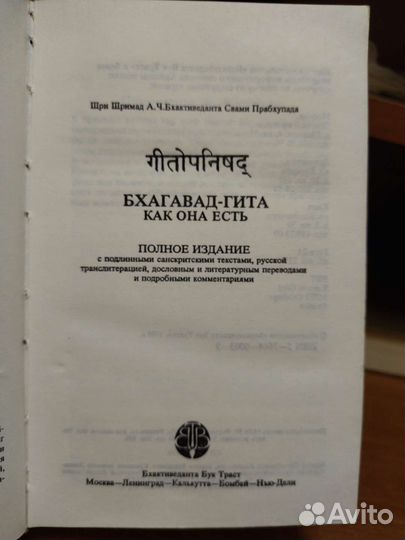 Шри Шримад А.Ч.Бхактиведанта Свами Прабхупада
गीतोपनिषद्
БХАГАВАД-ГИТА
КАК ОНА ЕСТЬ
ПОЛНОЕ ИЗДАНИЕ
с подлинными санскритскими текстами, русской
транслитерацией, дословным и литературным переводами
и подробными комментариями
Бхактиведанта Бук Траст
Москва—Ленинград—Калькутта—Бомбей—Нью-Дели
Avito